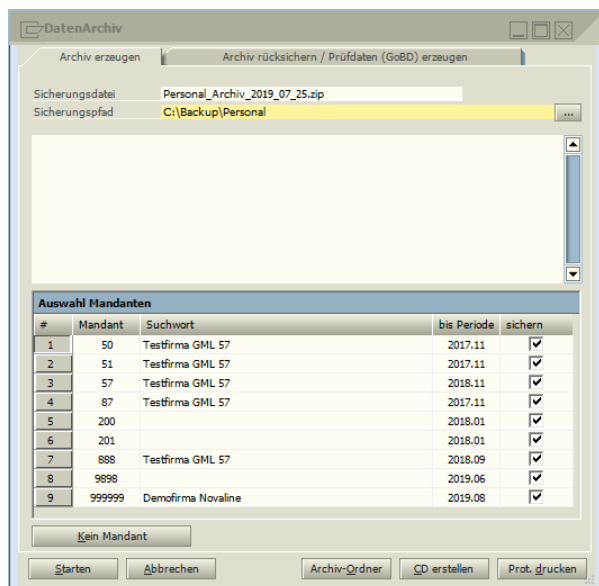 DatenArchiv
Archiv erzeugen Archiv rücksichern / Prüfdaten (GoBD) erzeugen
Sicherungsdatei Personal_Archiv_2019_07_25.zip
Sicherungspfad C:\Backup\Personal ...
Auswahl Mandanten
# Mandant Suchwort bis Periode sichern
1 50 Testfirma GML 57 2017.11
2 51 Testfirma GML 57 2017.11
3 57 Testfirma GML 57 2018.11
4 87 Testfirma GML 57 2017.11
5 200 2018.01
6 201 2018.01
7 888 Testfirma GML 57 2018.09
8 9898 2019.06
9 999999 Demofirma Novaline 2019.08
Kein Mandant
Starten Abbrechen Archiv-Ordner CD erstellen Prot. drucken